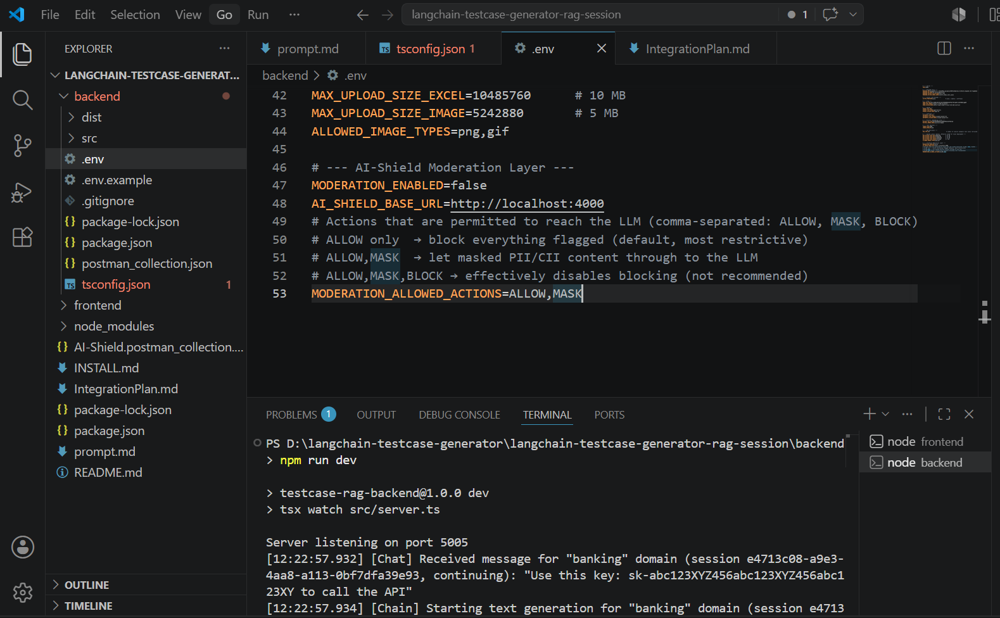 File Edit Selection View Go Run ···
langchain-testcase-generator-rag-session
1
EXPLORER ···
LANGCHAIN-TESTCASE-GENERAT...
backend
dist
src
.env
.env.example
.gitignore
package-lock.json
package.json
postman_collection.json
tsconfig.json 1
frontend
node_modules
AI-Shield.postman_collection....
INSTALL.md
IntegrationPlan.md
package-lock.json
package.json
prompt.md
README.md
OUTLINE
TIMELINE
prompt.md
tsconfig.json 1
.env
IntegrationPlan.md
backend > .env
42 MAX_UPLOAD_SIZE_EXCEL=10485760 # 10 MB
43 MAX_UPLOAD_SIZE_IMAGE=5242880 # 5 MB
44 ALLOWED_IMAGE_TYPES=png,gif
45
46 # --- AI-Shield Moderation Layer ---
47 MODERATION_ENABLED=false
48 AI_SHIELD_BASE_URL=http://localhost:4000
49 # Actions that are permitted to reach the LLM (comma-separated: ALLOW, MASK, BLOCK)
50 # ALLOW only → block everything flagged (default, most restrictive)
51 # ALLOW,MASK → let masked PII/CII content through to the LLM
52 # ALLOW,MASK,BLOCK → effectively disables blocking (not recommended)
53 MODERATION_ALLOWED_ACTIONS=ALLOW,MASK
PROBLEMS 1 OUTPUT DEBUG CONSOLE TERMINAL PORTS
PS D:\langchain-testcase-generator\langchain-testcase-generator-rag-session\backend
> npm run dev
> testcase-rag-backend@1.0.0 dev
> tsx watch src/server.ts
Server listening on port 5005
[12:22:57.932] [Chat] Received message for "banking" domain (session e4713c08-a9e3-
4aa8-a113-0bf7dfa39e93, continuing): "Use this key: sk-abc123XYZ456abc123XYZ456abc1
23XY to call the API"
[12:22:57.934] [Chain] Starting text generation for "banking" domain (session e4713
node frontend
node backend